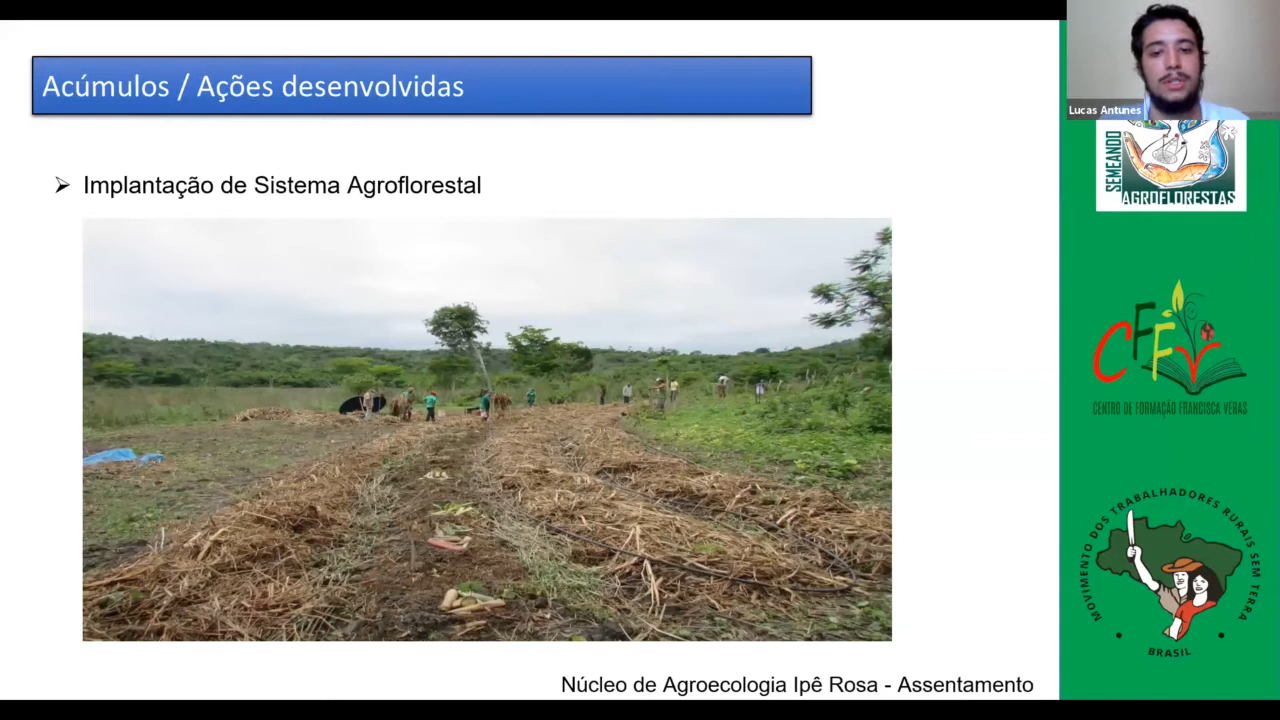 Acúmulos / Ações desenvolvidas
Implantação de Sistema Agroflorestal
Núcleo de Agroecologia Ipê Rosa - Assentamento
Lucas Antunes
SEMEANDO
AGROFLORESTAS
CFFV
CENTRO DE FORMAÇÃO FRANCISCA VERAS
MOVIMENTO DOS TRABALHADORES RURAIS SEM TERRA
BRASIL